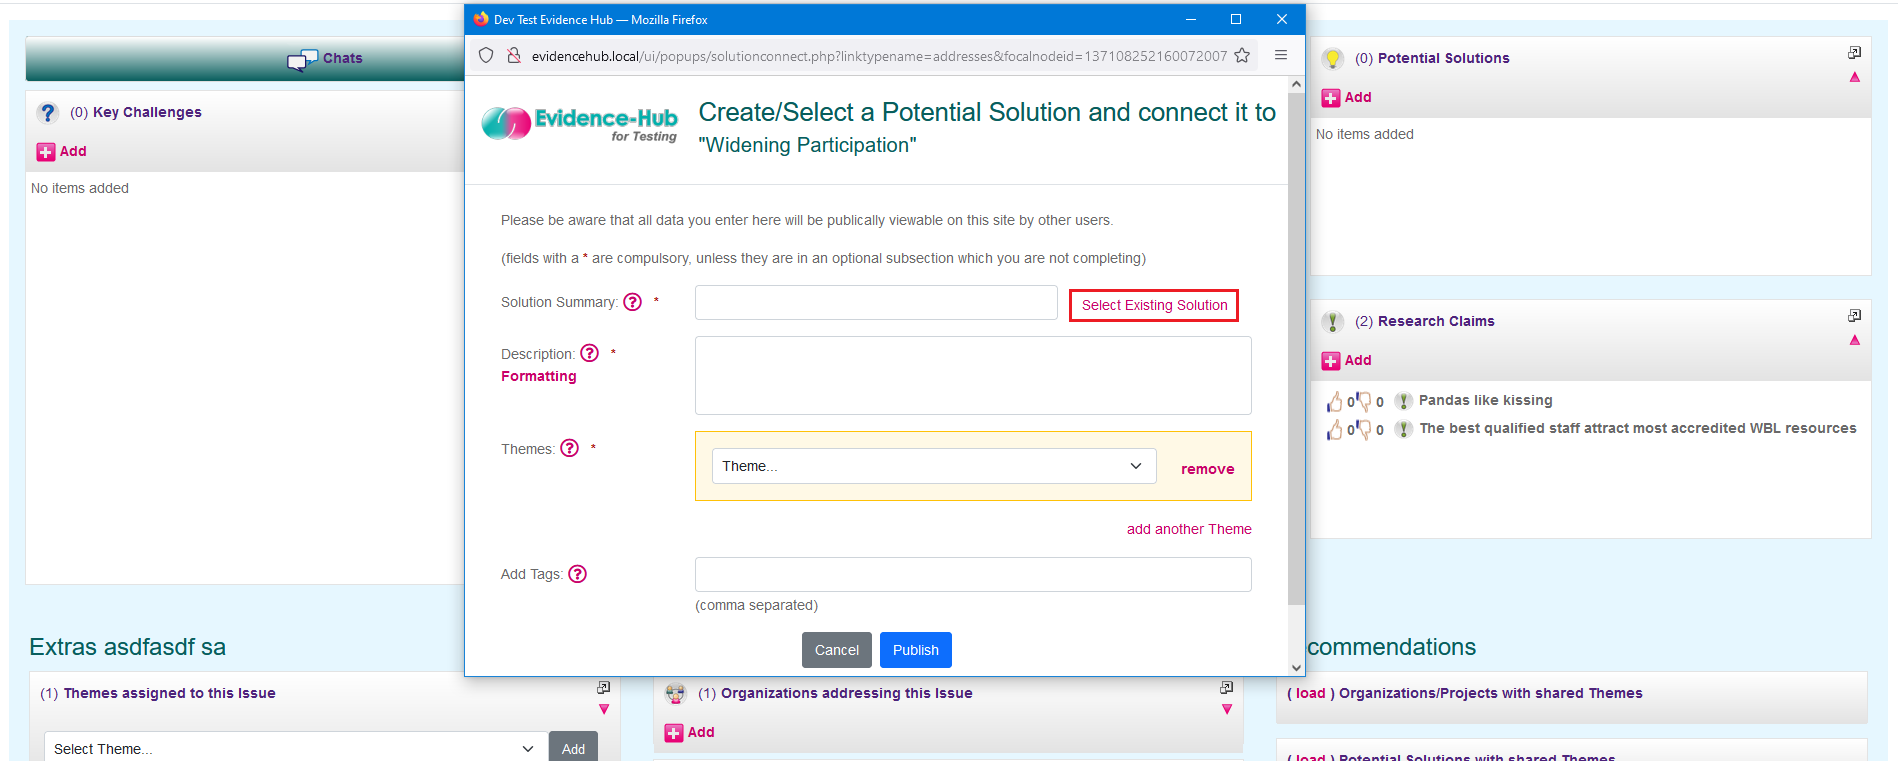 Dev Test Evidence Hub — Mozilla Firefox
evidencehub.local/ui/popups/solutionconnect.php?linktypename=addresses&focalnodeid=137108252160072007
Evidence-Hub
for Testing
Create/Select a Potential Solution and connect it to
"Widening Participation"
Please be aware that all data you enter here will be publically viewable on this site by other users.
(fields with a * are compulsory, unless they are in an optional subsection which you are not completing)
Solution Summary: ? *
Select Existing Solution
Description: ? *
Formatting
Themes: ? *
Theme...
remove
add another Theme
Add Tags: ?
(comma separated)
Cancel
Publish
Chats
(0) Key Challenges
Add
No items added
(0) Potential Solutions
Add
No items added
(2) Research Claims
Add
0 0 Pandas like kissing
0 0 The best qualified staff attract most accredited WBL resources
Extras asdfasdf sa
(1) Themes assigned to this Issue
Select Theme...
Add
(1) Organizations addressing this Issue
Add
commendations
( load ) Organizations/Projects with shared Themes
( load ) Potential Solutions with shared Themes